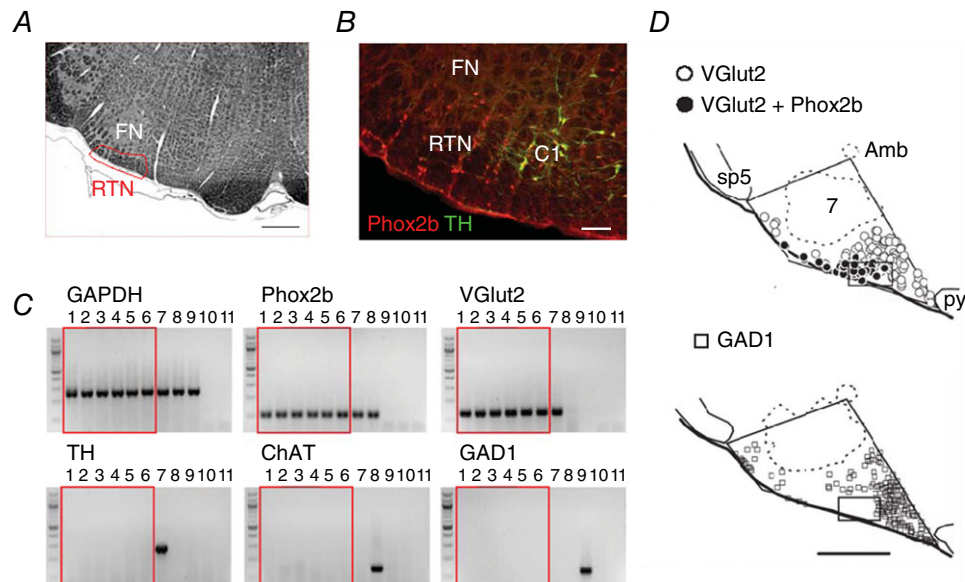 A
FN
RTN
B
FN
RTN
C1
Phox2b TH
C
GAPDH
1 2 3 4 5 6 7 8 9 10 11
Phox2b
1 2 3 4 5 6 7 8 9 10 11
VGlut2
1 2 3 4 5 6 7 8 9 10 11
TH
1 2 3 4 5 6 7 8 9 10 11
ChAT
1 2 3 4 5 6 7 8 9 10 11
GAD1
1 2 3 4 5 6 7 8 9 10 11
D
VGlut2
VGlut2 + Phox2b
Amb
sp5
7
py
GAD1